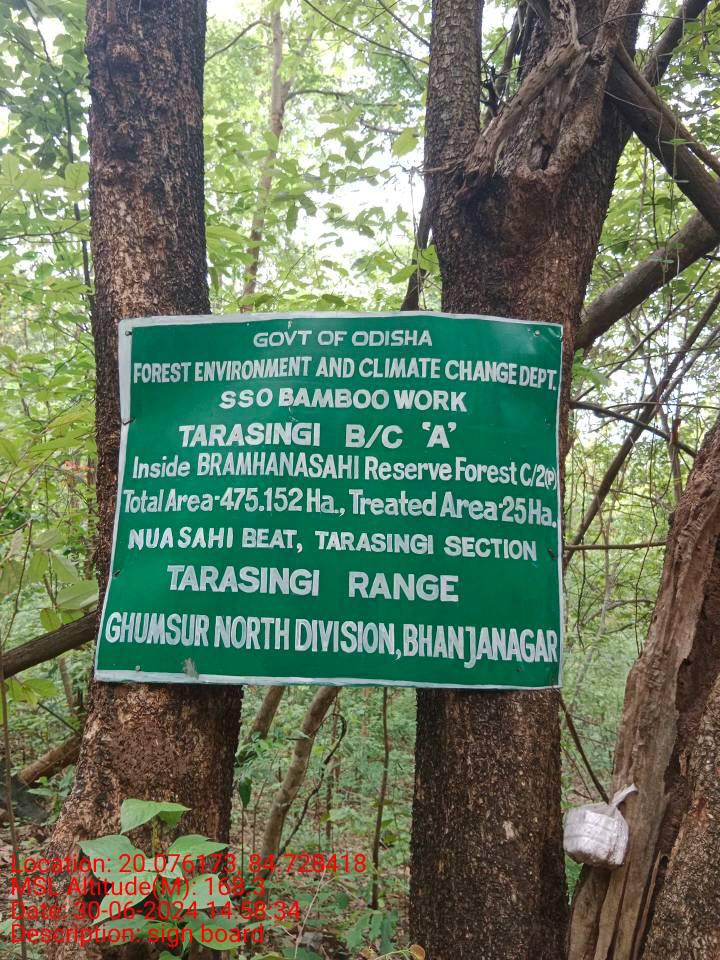 GOVT OF ODISHA
FOREST ENVIRONMENT AND CLIMATE CHANGE DEPT.
SSO BAMBOO WORK
TARASINGI B/C 'A'
Inside BRAMHANASAHI Reserve Forest C/2(P)
Total Area-475.152 Ha., Treated Area-25 Ha.
NUASAHI BEAT, TARASINGI SECTION
TARASINGI RANGE
GHUMSUR NORTH DIVISION, BHANJANAGAR
Location: 20.076173, 84.728418
MSL Altitude(M): 168.3
Date: 30-06-2024 14:58:34
Description: sign board